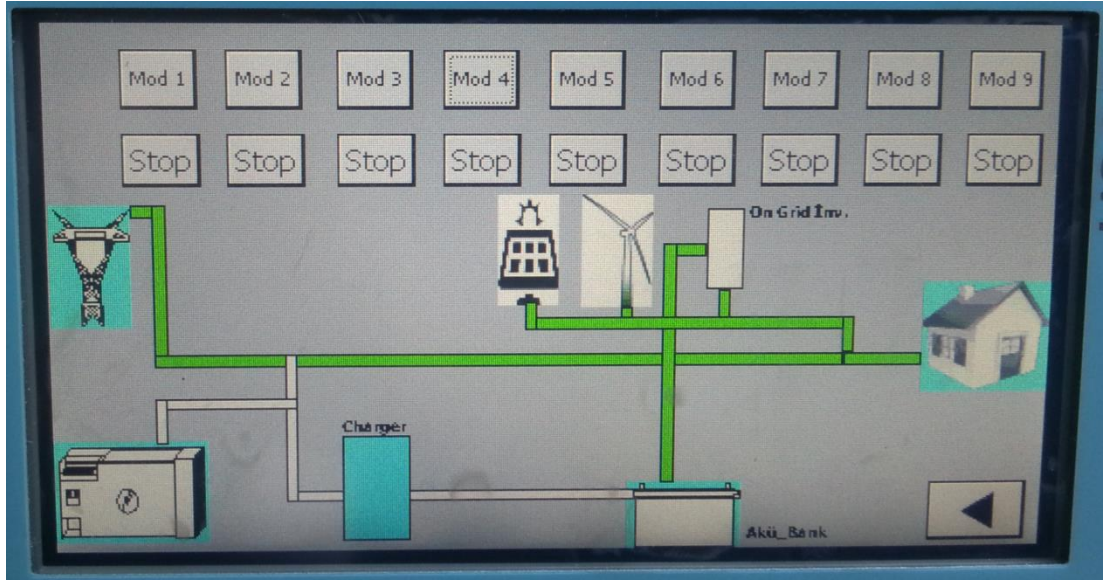 Mod 1 Mod 2 Mod 3 Mod 4 Mod 5 Mod 6 Mod 7 Mod 8 Mod 9
Stop Stop Stop Stop Stop Stop Stop Stop Stop
On Grid İnv.
Charger
Akü_Bank